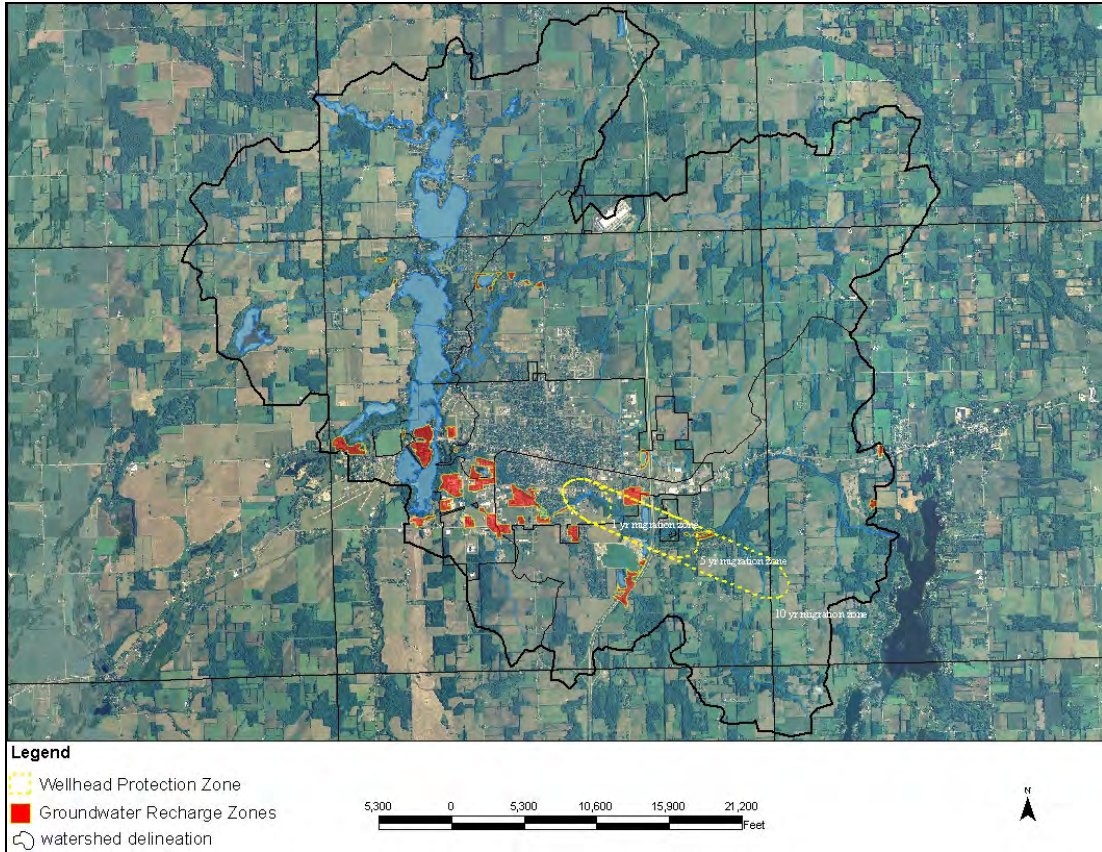 1 yr migration zone
5 yr migration zone
10 yr migration zone
Legend
Wellhead Protection Zone
Groundwater Recharge Zones
watershed delineation
5,300 0 5,300 10,600 15,900 21,200
Feet
N